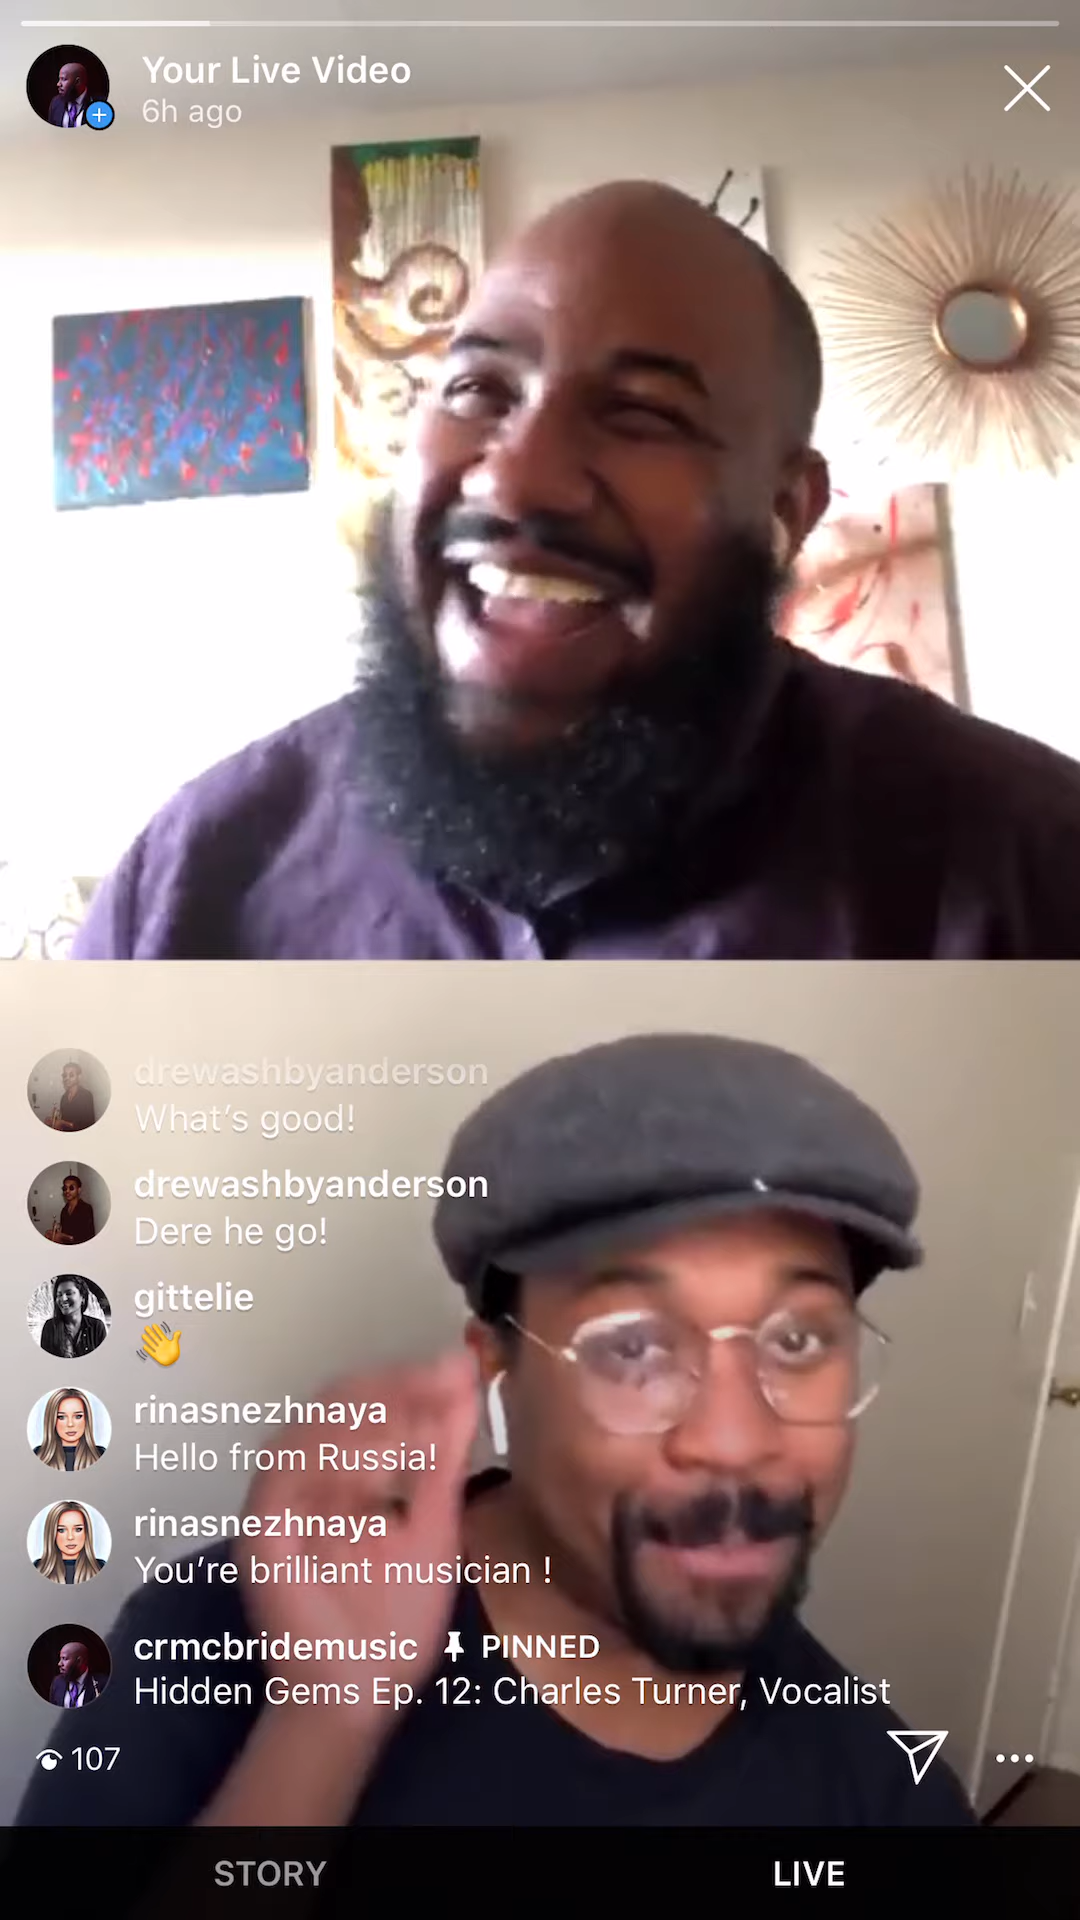 Your Live Video
6h ago
drewashbyanderson
What's good!
drewashbyanderson
Dere he go!
gittelie
👋
rinasnezhnaya
Hello from Russia!
rinasnezhnaya
You're brilliant musician !
crmcbridemusic PINNED
Hidden Gems Ep. 12: Charles Turner, Vocalist
107
STORY LIVE